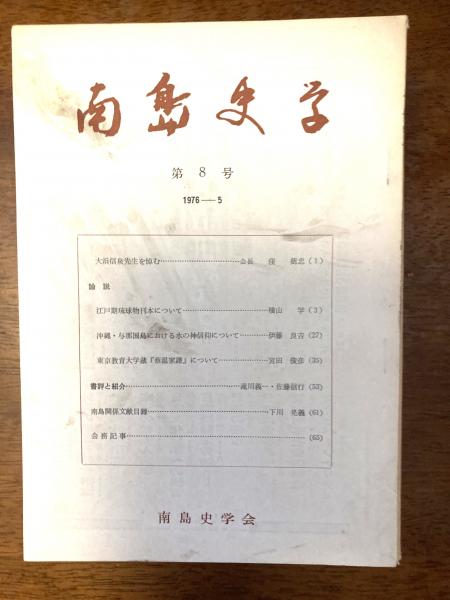 南島史学
第8号
1976—5
大浜信泉先生を悼む……………………会長 窪 徳忠(1)
論説
江戸期琉球物刊本について……………………横山 学(3)
沖縄・与那国島における水の神信仰について…………伊藤 良吉(27)
東京教育大学蔵『蔡温家譜』について……………宮田 俊彦(35)
書評と紹介……………………滝川義一・佐藤 行(53)
南島関係文献目録……………………下川 晃義(61)
会務記事……………………(65)
南島史学会